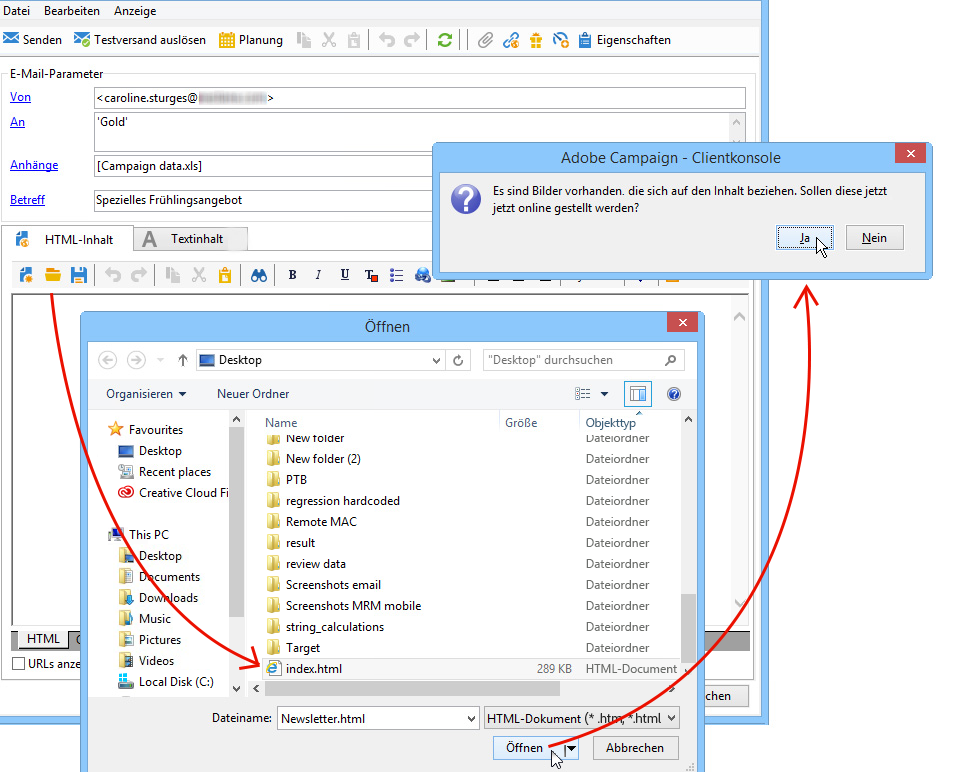 Datei Bearbeiten Anzeige
Senden Testversand auslösen Planung Eigenschaften
E-Mail-Parameter
Von <caroline.sturges@ >
An 'Gold'
Anhänge [Campaign data.xls]
Betreff Spezielles Frühlingsangebot
HTML-Inhalt A Textinhalt
B I U T
Adobe Campaign - Clientkonsole
Es sind Bilder vorhanden. die sich auf den Inhalt beziehen. Sollen diese jetzt
jetzt online gestellt werden?
Ja Nein
Öffnen
Desktop "Desktop" durchsuchen
Organisieren Neuer Ordner
Name Größe Objekttyp
Favourites
Desktop
Recent places
Creative Cloud Fi
This PC
Desktop
Documents
Downloads
Music
Pictures
Videos
Local Disk (C:)
New folder Dateiordner
New folder (2) Dateiordner
PTB Dateiordner
regression hardcoded Dateiordner
Remote MAC Dateiordner
result Dateiordner
review data Dateiordner
Screenshots email Dateiordner
Screenshots MRM mobile Dateiordner
string_calculations Dateiordner
Target Dateiordner
index.html 289 KB HTML-Document
HTML
URLs anze
chen
Dateiname: Newsletter.html HTML-Dokument (*.htm, *.html
Öffnen Abbrechen